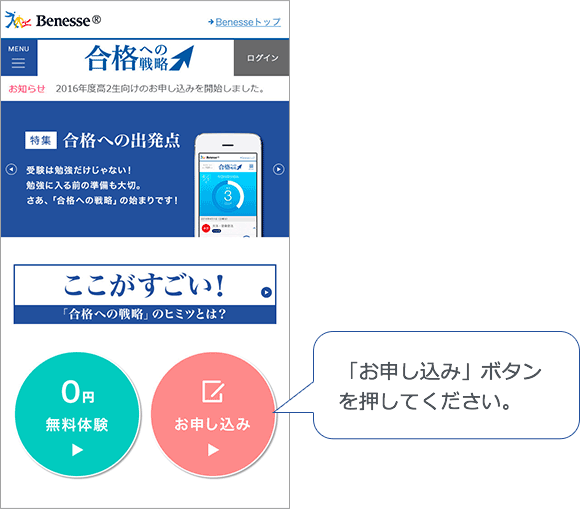 Benesse®
Benesseトップ
MENU
合格への戦略
ログイン
お知らせ 2016年度高2生向けのお申し込みを開始しました。
特集 合格への出発点
受験は勉強だけじゃない！
勉強に入る前の準備も大切。
さあ、「合格への戦略」の始まりです！
Benesse
合格への戦略
3
ここがすごい！
「合格への戦略」のヒミツとは？
0円
無料体験
お申し込み
「お申し込み」ボタン
を押してください。